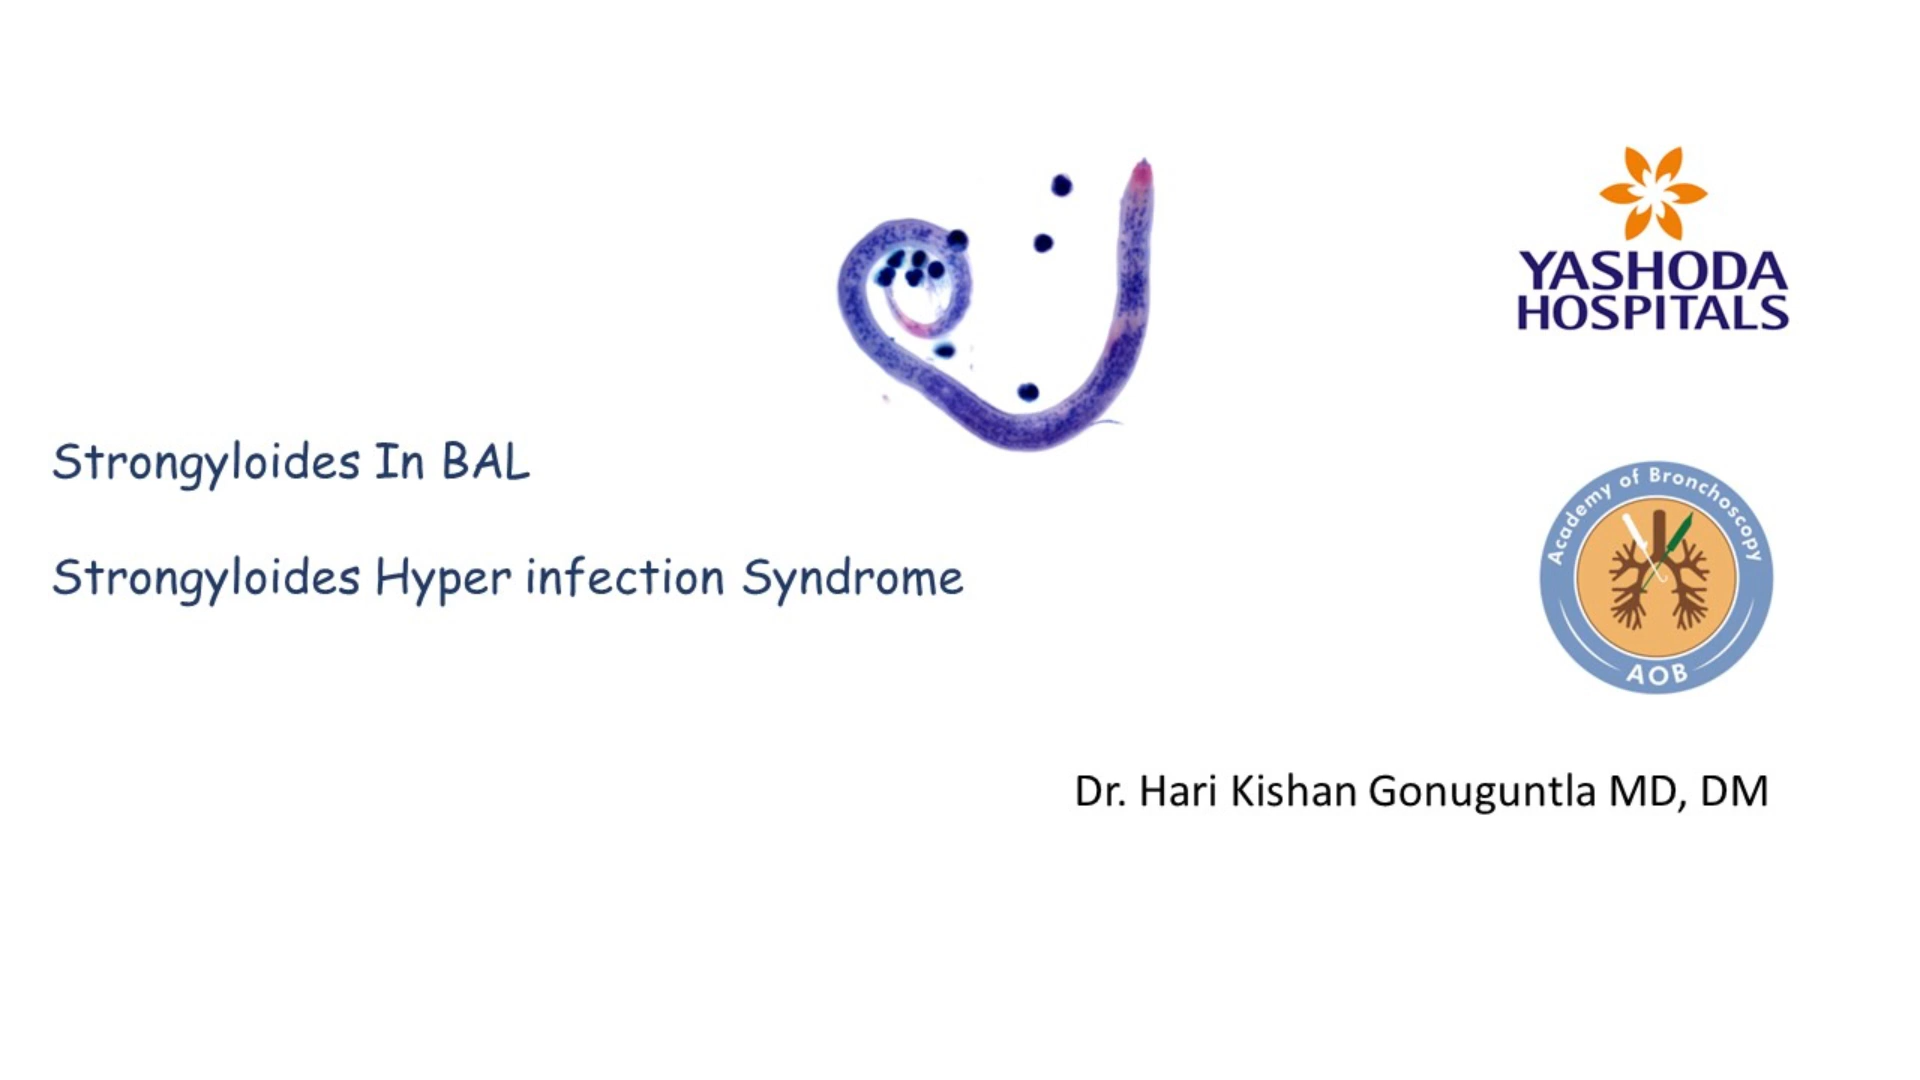 YASHODA
HOSPITALS
Strongyloides In BAL
Academy of Bronchoscopy
AOB
Strongyloides Hyper infection Syndrome
Dr. Hari Kishan Gonuguntla MD, DM